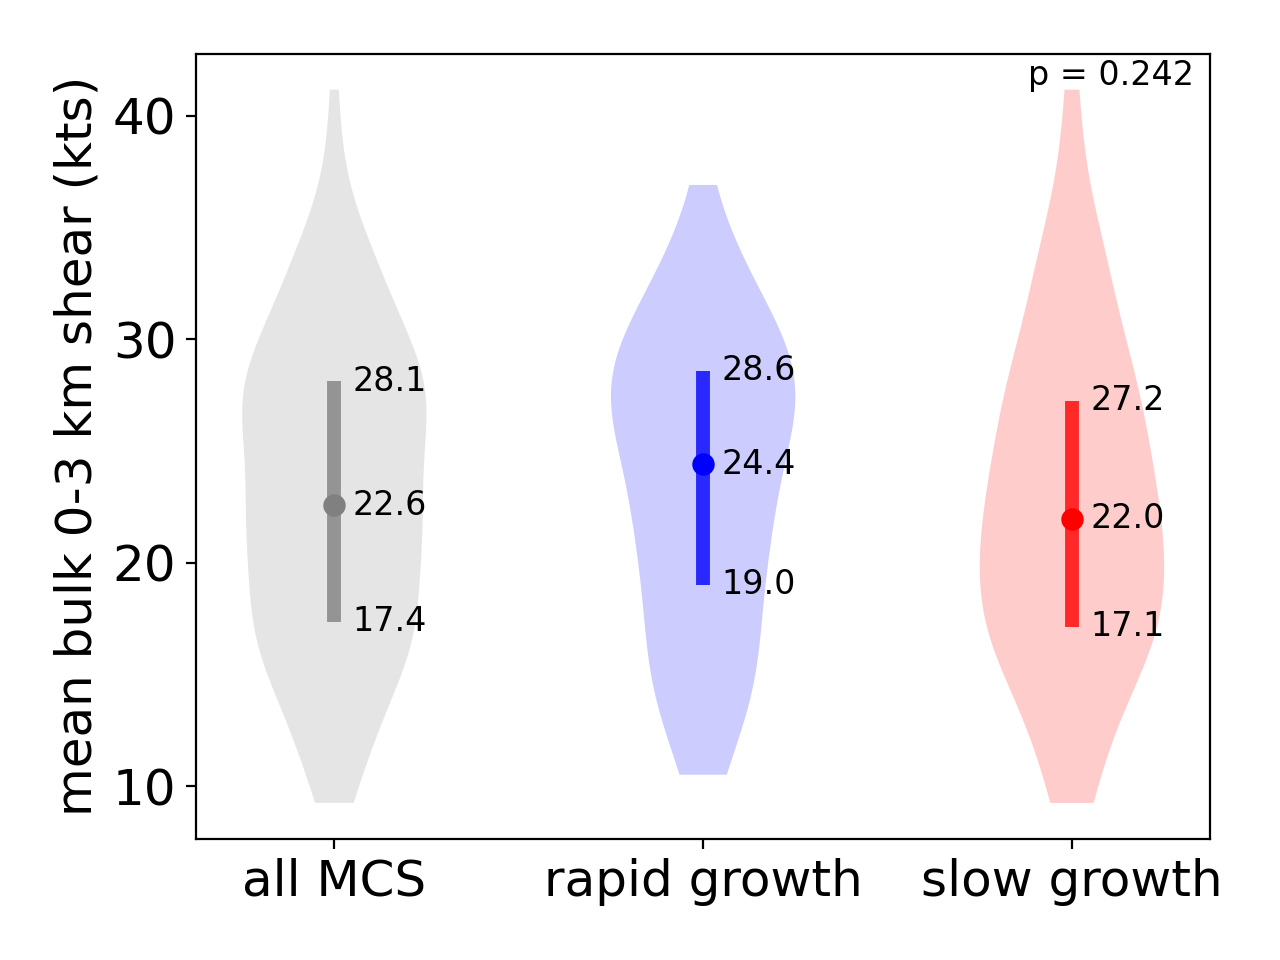 p = 0.242
mean bulk 0-3 km shear (kts)
40
30
20
10
28.1
22.6
17.4
28.6
24.4
19.0
27.2
22.0
17.1
all MCS
rapid growth
slow growth